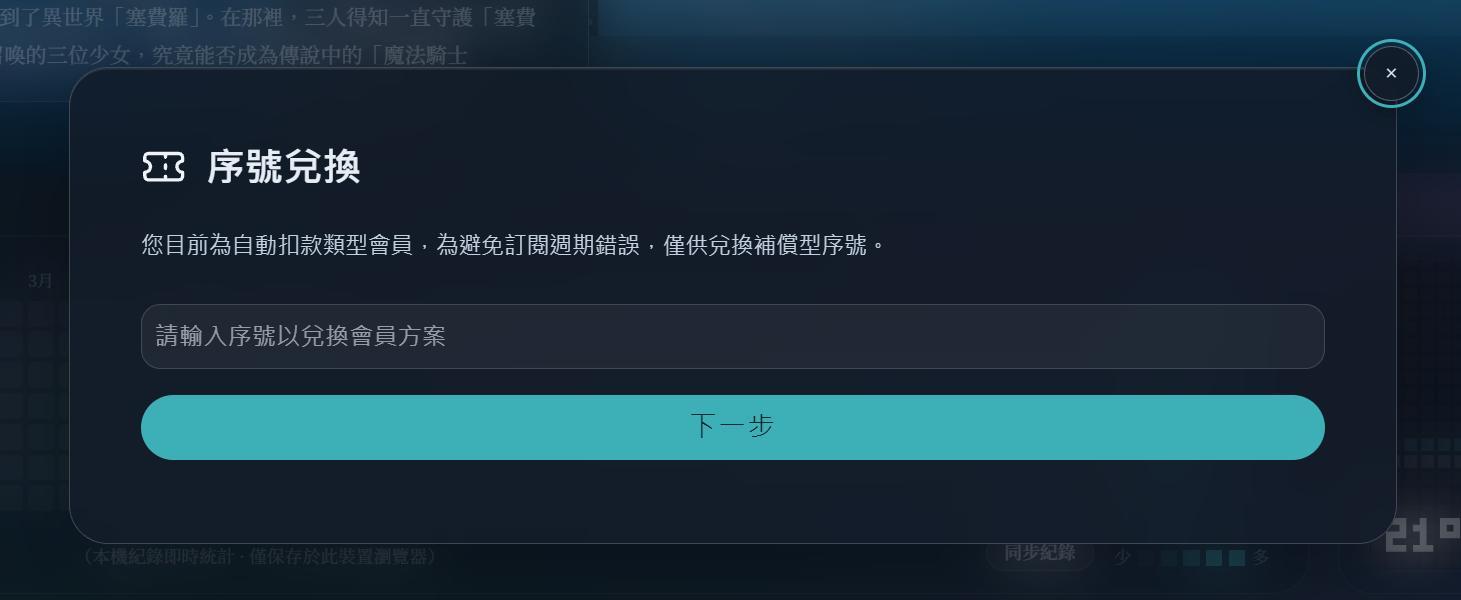 到了異世界「塞費羅」。在那裡，三人得知一直守護「塞費
召喚的三位少女，究竟能否成為傳說中的「魔法騎士
×
序號兌換
您目前為自動扣款類型會員，為避免訂閱週期錯誤，僅供兌換補償型序號。
3月
請輸入序號以兌換會員方案
下一步
21°
（本機紀錄即時統計 · 僅保存於此裝置瀏覽器）
同步紀錄
少
多